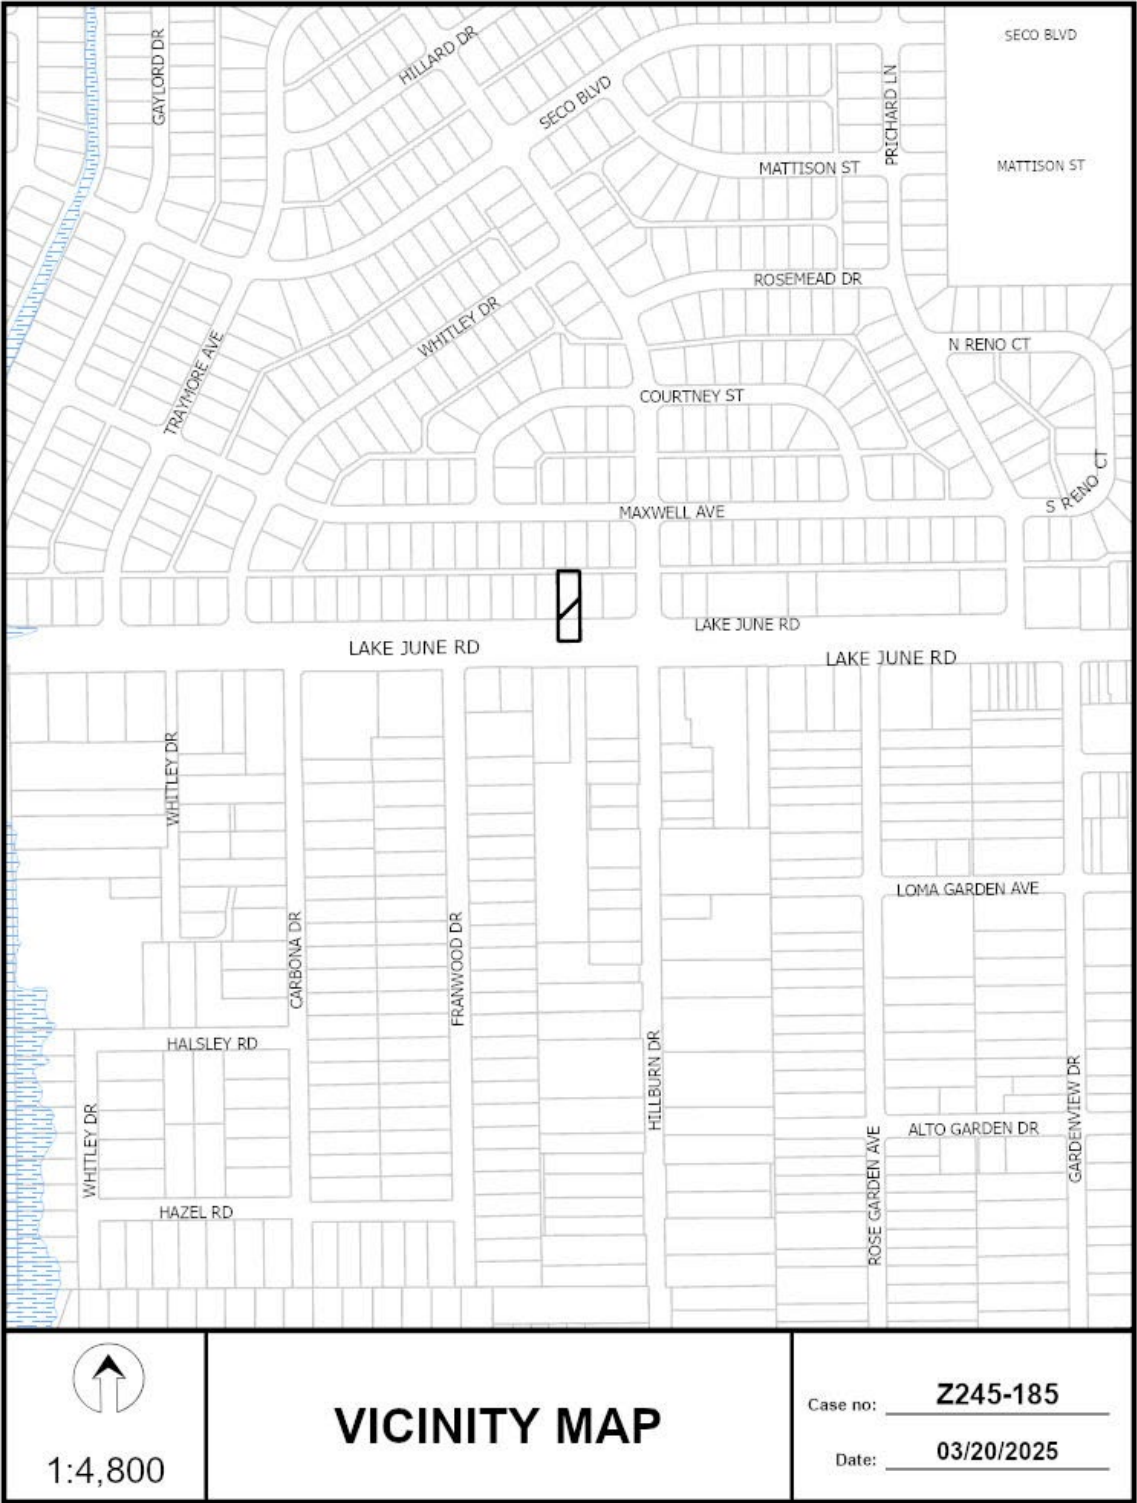 SECO BLVD
GAYLORD DR
HILLARD DR
SECO BLVD
PRICHARD LN
MATTISON ST
MATTISON ST
ROSEMEAD DR
WHITLEY DR
N RENO CT
TRAYMORE AVE
COURTNEY ST
S RENO CT
MAXWELL AVE
LAKE JUNE RD
LAKE JUNE RD
LAKE JUNE RD
WHITLEY DR
LOMA GARDEN AVE
CARBONA DR
FRANWOOD DR
HALSLEY RD
HILLBURN DR
GARDENVIEW DR
WHITLEY DR
ALTO GARDEN DR
ROSE GARDEN AVE
HAZEL RD
1:4,800
VICINITY MAP
Case no: Z245-185
Date: 03/20/2025